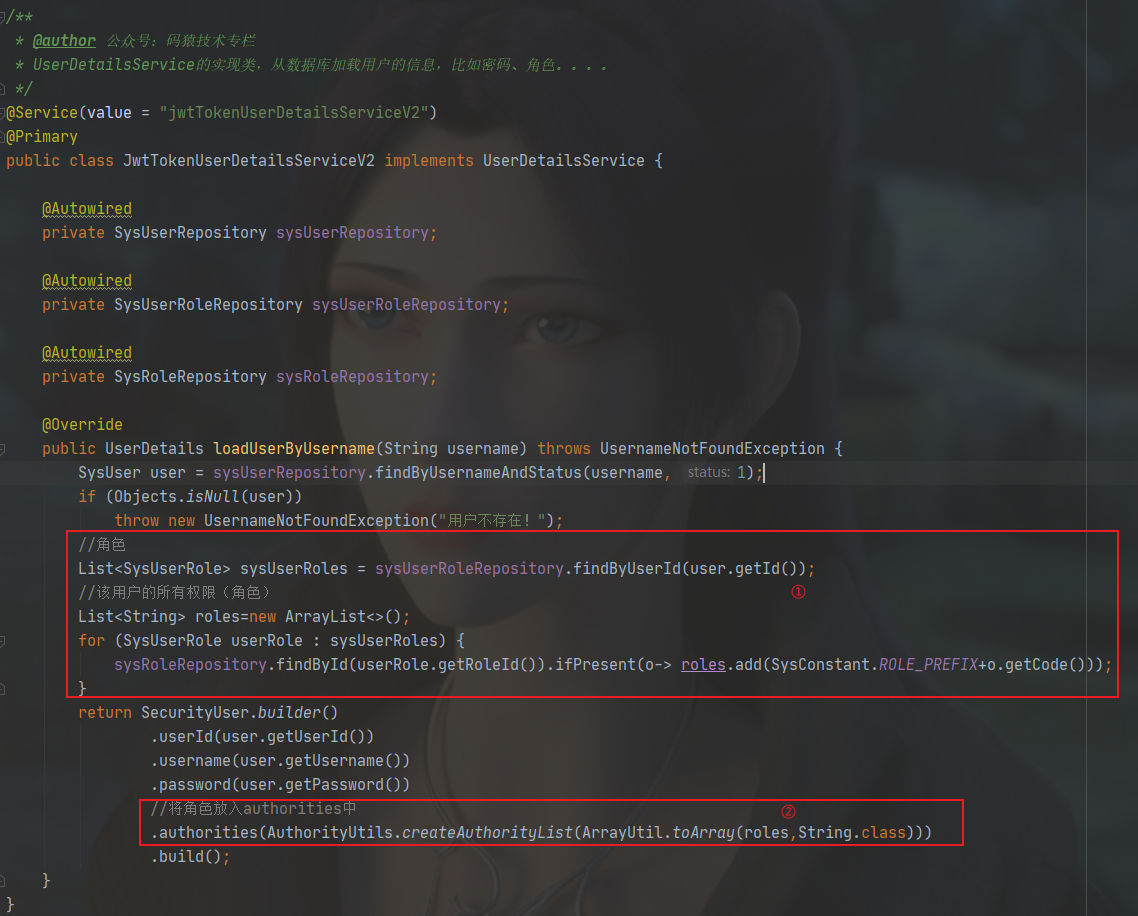 /**
 * @author 公众号：码猿技术专栏
 * UserDetailsService的实现类，从数据库加载用户的信息，比如密码、角色....
 */
@Service(value = "jwtTokenUserDetailsServiceV2")
@Primary
public class JwtTokenUserDetailsServiceV2 implements UserDetailsService {
@Autowired
private SysUserRepository sysUserRepository;
@Autowired
private SysUserRoleRepository sysUserRoleRepository;
@Autowired
private SysRoleRepository sysRoleRepository;
@Override
public UserDetails loadUserByUsername(String username) throws UsernameNotFoundException {
SysUser user = sysUserRepository.findByUsernameAndStatus(username, status: 1);
if (Objects.isNull(user))
throw new UsernameNotFoundException("用户不存在！");
//角色
List<SysUserRole> sysUserRoles = sysUserRoleRepository.findByUserId(user.getId());
//该用户的所有权限（角色） ①
List<String> roles=new ArrayList<>();
for (SysUserRole userRole : sysUserRoles) {
sysRoleRepository.findById(userRole.getRoleId()).ifPresent(o-> roles.add(SysConstant.ROLE_PREFIX+o.getCode()));
}
return SecurityUser.builder()
.userId(user.getUserId())
.username(user.getUsername())
.password(user.getPassword())
//将角色放入authorities中 ②
.authorities(AuthorityUtils.createAuthorityList(ArrayUtil.toArray(roles,String.class)))
.build();
}
}